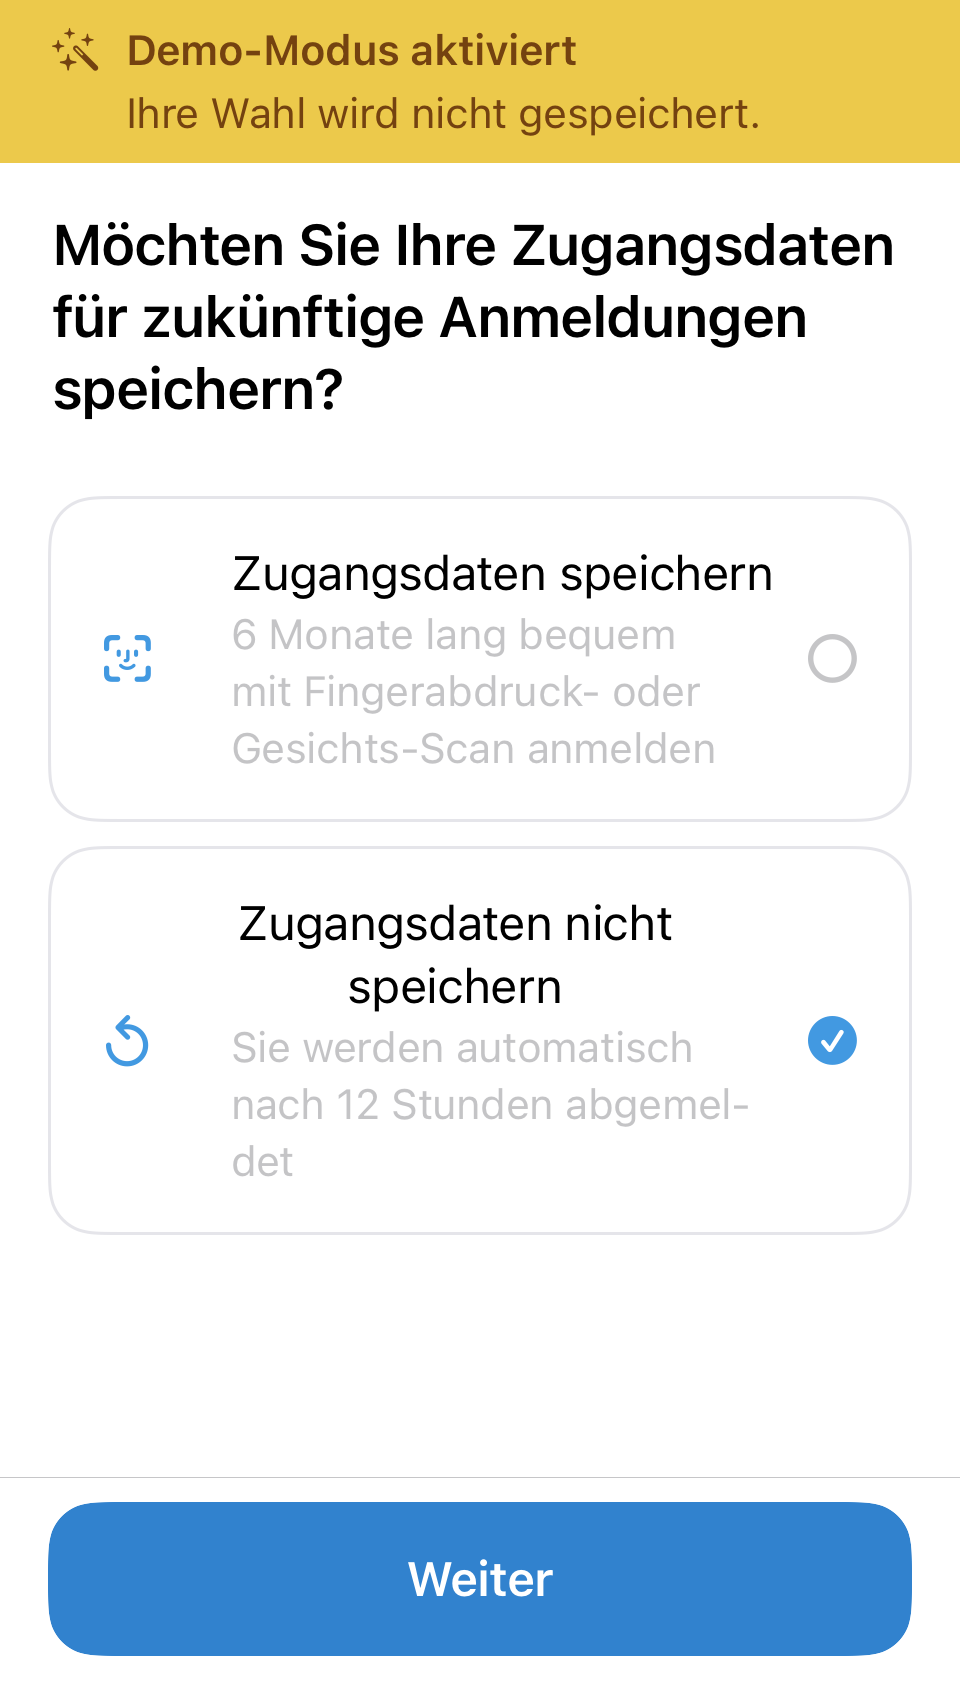 Demo-Modus aktiviert
Ihre Wahl wird nicht gespeichert.
Möchten Sie Ihre Zugangsdaten
für zukünftige Anmeldungen
speichern?
Zugangsdaten speichern
6 Monate lang bequem
mit Fingerabdruck- oder
Gesichts-Scan anmelden
Zugangsdaten nicht
speichern
Sie werden automatisch
nach 12 Stunden abgemel-
det
Weiter